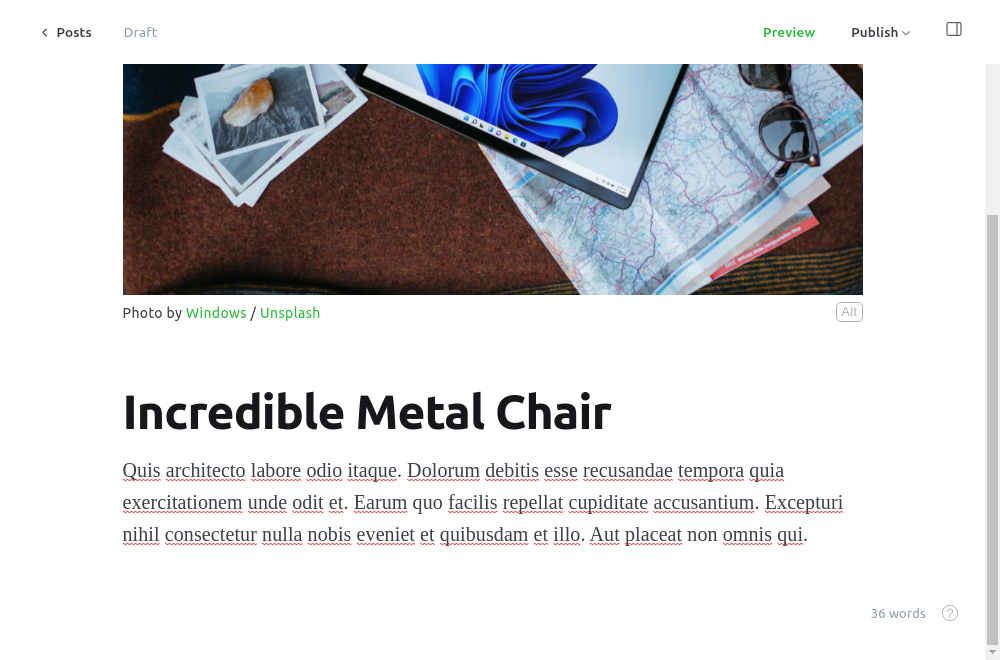 Posts
Draft
Preview
Publish
Photo by Windows / Unsplash
Alt
Incredible Metal Chair
Quis architecto labore odio itaque. Dolorum debitis esse recusandae tempora quia
exercitationem unde odit et. Earum quo facilis repellat cupiditate accusantium. Excepturi
nihil consectetur nulla nobis eveniet et quibusdam et illo. Aut placeat non omnis qui.
36 words
?